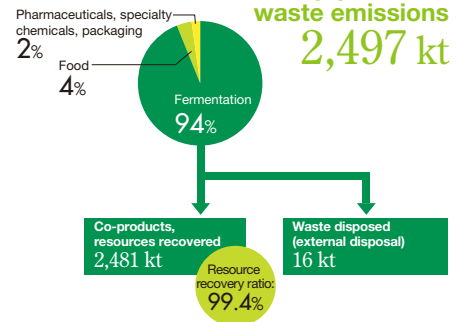 waste emissions
2,497 kt
Pharmaceuticals, specialty
chemicals, packaging
2%
Food
4%
Fermentation
94%
Co-products,
resources recovered
2,481 kt
Waste disposed
(external disposal)
16 kt
Resource
recovery ratio:
99.4%